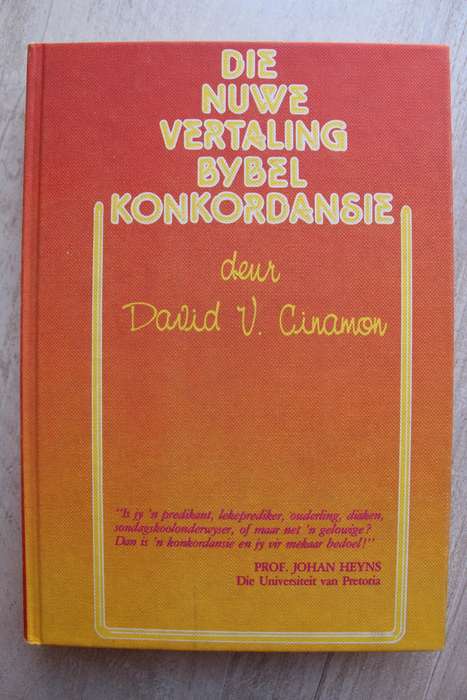 DIE
NUWE
VERTALING
BYBEL
KONKORDANSIE
deur
David V. Cinamon
"Is jy 'n predikant, lekeprediker, ouderling, diaken,
sondagskoolonderwyser, of maar net 'n gelowige?
Dan is 'n konkordansie en jy vir mekaar bedoel!"
PROF. JOHAN HEYNS
Die Universiteit van Pretoria